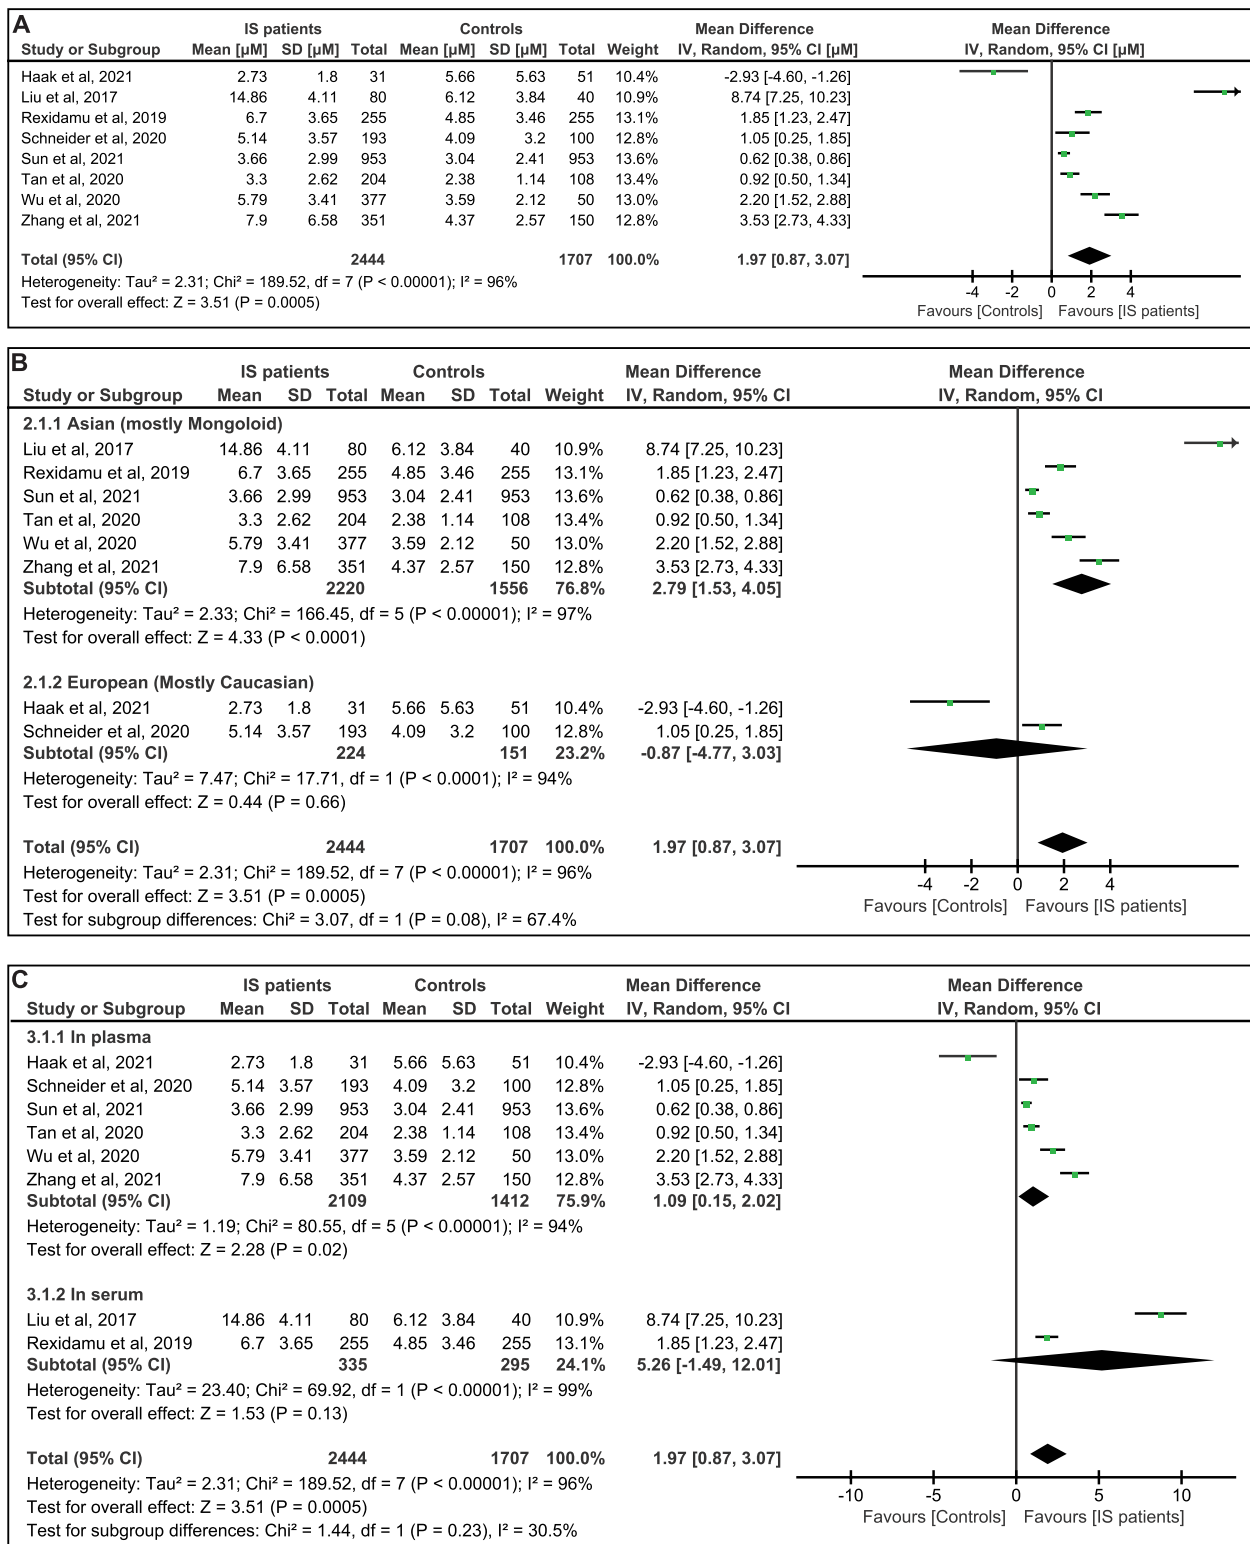 A
IS patients Controls Mean Difference Mean Difference
Study or Subgroup Mean [µM] SD [µM] Total Mean [µM] SD [µM] Total Weight IV, Random, 95% CI [µM] IV, Random, 95% CI [µM]
Haak et al, 2021 2.73 1.8 31 5.66 5.63 51 10.4% -2.93 [-4.60, -1.26]
Liu et al, 2017 14.86 4.11 80 6.12 3.84 40 10.9% 8.74 [7.25, 10.23]
Rexidamu et al, 2019 6.7 3.65 255 4.85 3.46 255 13.1% 1.85 [1.23, 2.47]
Schneider et al, 2020 5.14 3.57 193 4.09 3.2 100 12.8% 1.05 [0.25, 1.85]
Sun et al, 2021 3.66 2.99 953 3.04 2.41 953 13.6% 0.62 [0.38, 0.86]
Tan et al, 2020 3.3 2.62 204 2.38 1.14 108 13.4% 0.92 [0.50, 1.34]
Wu et al, 2020 5.79 3.41 377 3.59 2.12 50 13.0% 2.20 [1.52, 2.88]
Zhang et al, 2021 7.9 6.58 351 4.37 2.57 150 12.8% 3.53 [2.73, 4.33]
Total (95% CI) 2444 1707 100.0% 1.97 [0.87, 3.07]
Heterogeneity: Tau² = 2.31; Chi² = 189.52, df = 7 (P < 0.00001); I² = 96%
Test for overall effect: Z = 3.51 (P = 0.0005)
-4 -2 0 2 4
Favours [Controls] Favours [IS patients]
B
IS patients Controls Mean Difference Mean Difference
Study or Subgroup Mean SD Total Mean SD Total Weight IV, Random, 95% CI IV, Random, 95% CI
2.1.1 Asian (mostly Mongoloid)
Liu et al, 2017 14.86 4.11 80 6.12 3.84 40 10.9% 8.74 [7.25, 10.23]
Rexidamu et al, 2019 6.7 3.65 255 4.85 3.46 255 13.1% 1.85 [1.23, 2.47]
Sun et al, 2021 3.66 2.99 953 3.04 2.41 953 13.6% 0.62 [0.38, 0.86]
Tan et al, 2020 3.3 2.62 204 2.38 1.14 108 13.4% 0.92 [0.50, 1.34]
Wu et al, 2020 5.79 3.41 377 3.59 2.12 50 13.0% 2.20 [1.52, 2.88]
Zhang et al, 2021 7.9 6.58 351 4.37 2.57 150 12.8% 3.53 [2.73, 4.33]
Subtotal (95% CI) 2220 1556 76.8% 2.79 [1.53, 4.05]
Heterogeneity: Tau² = 2.33; Chi² = 166.45, df = 5 (P < 0.00001); I² = 97%
Test for overall effect: Z = 4.33 (P < 0.0001)
2.1.2 European (Mostly Caucasian)
Haak et al, 2021 2.73 1.8 31 5.66 5.63 51 10.4% -2.93 [-4.60, -1.26]
Schneider et al, 2020 5.14 3.57 193 4.09 3.2 100 12.8% 1.05 [0.25, 1.85]
Subtotal (95% CI) 224 151 23.2% -0.87 [-4.77, 3.03]
Heterogeneity: Tau² = 7.47; Chi² = 17.71, df = 1 (P < 0.0001); I² = 94%
Test for overall effect: Z = 0.44 (P = 0.66)
Total (95% CI) 2444 1707 100.0% 1.97 [0.87, 3.07]
Heterogeneity: Tau² = 2.31; Chi² = 189.52, df = 7 (P < 0.00001); I² = 96%
Test for overall effect: Z = 3.51 (P = 0.0005)
Test for subgroup differences: Chi² = 3.07, df = 1 (P = 0.08), I² = 67.4%
-4 -2 0 2 4
Favours [Controls] Favours [IS patients]
C
IS patients Controls Mean Difference Mean Difference
Study or Subgroup Mean SD Total Mean SD Total Weight IV, Random, 95% CI IV, Random, 95% CI
3.1.1 In plasma
Haak et al, 2021 2.73 1.8 31 5.66 5.63 51 10.4% -2.93 [-4.60, -1.26]
Schneider et al, 2020 5.14 3.57 193 4.09 3.2 100 12.8% 1.05 [0.25, 1.85]
Sun et al, 2021 3.66 2.99 953 3.04 2.41 953 13.6% 0.62 [0.38, 0.86]
Tan et al, 2020 3.3 2.62 204 2.38 1.14 108 13.4% 0.92 [0.50, 1.34]
Wu et al, 2020 5.79 3.41 377 3.59 2.12 50 13.0% 2.20 [1.52, 2.88]
Zhang et al, 2021 7.9 6.58 351 4.37 2.57 150 12.8% 3.53 [2.73, 4.33]
Subtotal (95% CI) 2109 1412 75.9% 1.09 [0.15, 2.02]
Heterogeneity: Tau² = 1.19; Chi² = 80.55, df = 5 (P < 0.00001); I² = 94%
Test for overall effect: Z = 2.28 (P = 0.02)
3.1.2 In serum
Liu et al, 2017 14.86 4.11 80 6.12 3.84 40 10.9% 8.74 [7.25, 10.23]
Rexidamu et al, 2019 6.7 3.65 255 4.85 3.46 255 13.1% 1.85 [1.23, 2.47]
Subtotal (95% CI) 335 295 24.1% 5.26 [-1.49, 12.01]
Heterogeneity: Tau² = 23.40; Chi² = 69.92, df = 1 (P < 0.00001); I² = 99%
Test for overall effect: Z = 1.53 (P = 0.13)
Total (95% CI) 2444 1707 100.0% 1.97 [0.87, 3.07]
Heterogeneity: Tau² = 2.31; Chi² = 189.52, df = 7 (P < 0.00001); I² = 96%
Test for overall effect: Z = 3.51 (P = 0.0005)
Test for subgroup differences: Chi² = 1.44, df = 1 (P = 0.23), I² = 30.5%
-10 -5 0 5 10
Favours [Controls] Favours [IS patients]